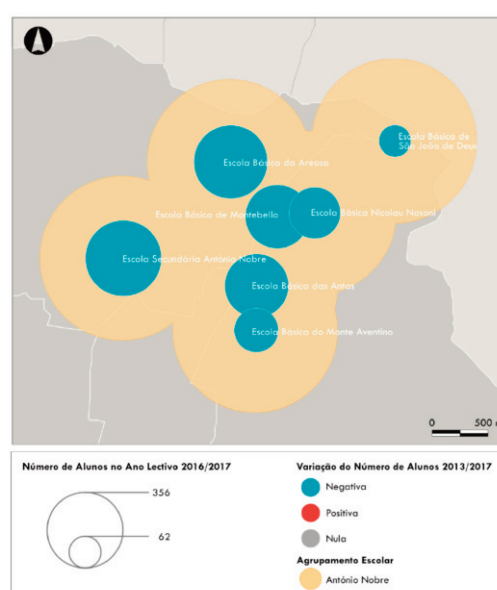 Escola Básica de
São João de Deus
Escola Básica da Areosa
Escola Básica de Montebello
Escola Básica Nicolau Nasoni
Escola Secundária António Nobre
Escola Básica das Antas
Escola Básica do Monte Aventino
0 500
Número de Alunos no Ano Lectivo 2016/2017
356
62
Variação do Número de Alunos 2013/2017
Negativa
Positiva
Nula
Agrupamento Escolar
António Nobre